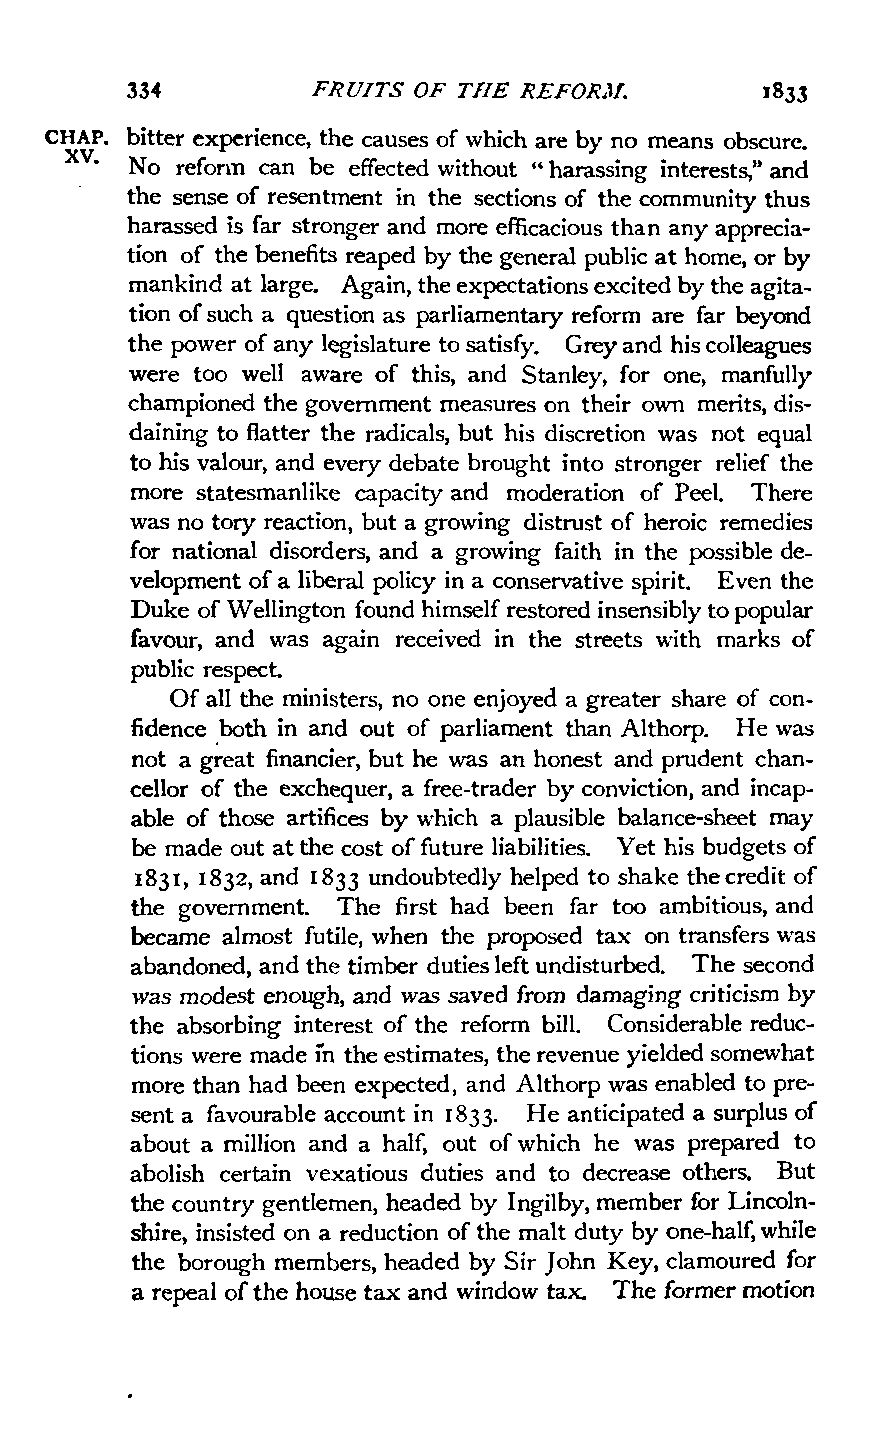 334 FRUITS OF THE REFORM. 1833
CHAP. XV.
bitter experience, the causes of which are by no means obscure.
No reform can be effected without “harassing interests,” and
the sense of resentment in the sections of the community thus
harassed is far stronger and more efficacious than any apprecia-
tion of the benefits reaped by the general public at home, or by
mankind at large. Again, the expectations excited by the agita-
tion of such a question as parliamentary reform are far beyond
the power of any legislature to satisfy. Grey and his colleagues
were too well aware of this, and Stanley, for one, manfully
championed the government measures on their own merits, dis-
daining to flatter the radicals, but his discretion was not equal
to his valour, and every debate brought into stronger relief the
more statesmanlike capacity and moderation of Peel. There
was no tory reaction, but a growing distrust of heroic remedies
for national disorders, and a growing faith in the possible de-
velopment of a liberal policy in a conservative spirit. Even the
Duke of Wellington found himself restored insensibly to popular
favour, and was again received in the streets with marks of
public respect.
Of all the ministers, no one enjoyed a greater share of con-
fidence both in and out of parliament than Althorp. He was
not a great financier, but he was an honest and prudent chan-
cellor of the exchequer, a free-trader by conviction, and incap-
able of those artifices by which a plausible balance-sheet may
be made out at the cost of future liabilities. Yet his budgets of
1831, 1832, and 1833 undoubtedly helped to shake the credit of
the government. The first had been far too ambitious, and
became almost futile, when the proposed tax on transfers was
abandoned, and the timber duties left undisturbed. The second
was modest enough, and was saved from damaging criticism by
the absorbing interest of the reform bill. Considerable reduc-
tions were made in the estimates, the revenue yielded somewhat
more than had been expected, and Althorp was enabled to pre-
sent a favourable account in 1833. He anticipated a surplus of
about a million and a half, out of which he was prepared to
abolish certain vexatious duties and to decrease others. But
the country gentlemen, headed by Ingilby, member for Lincoln-
shire, insisted on a reduction of the malt duty by one-half, while
the borough members, headed by Sir John Key, clamoured for
a repeal of the house tax and window tax. The former motion